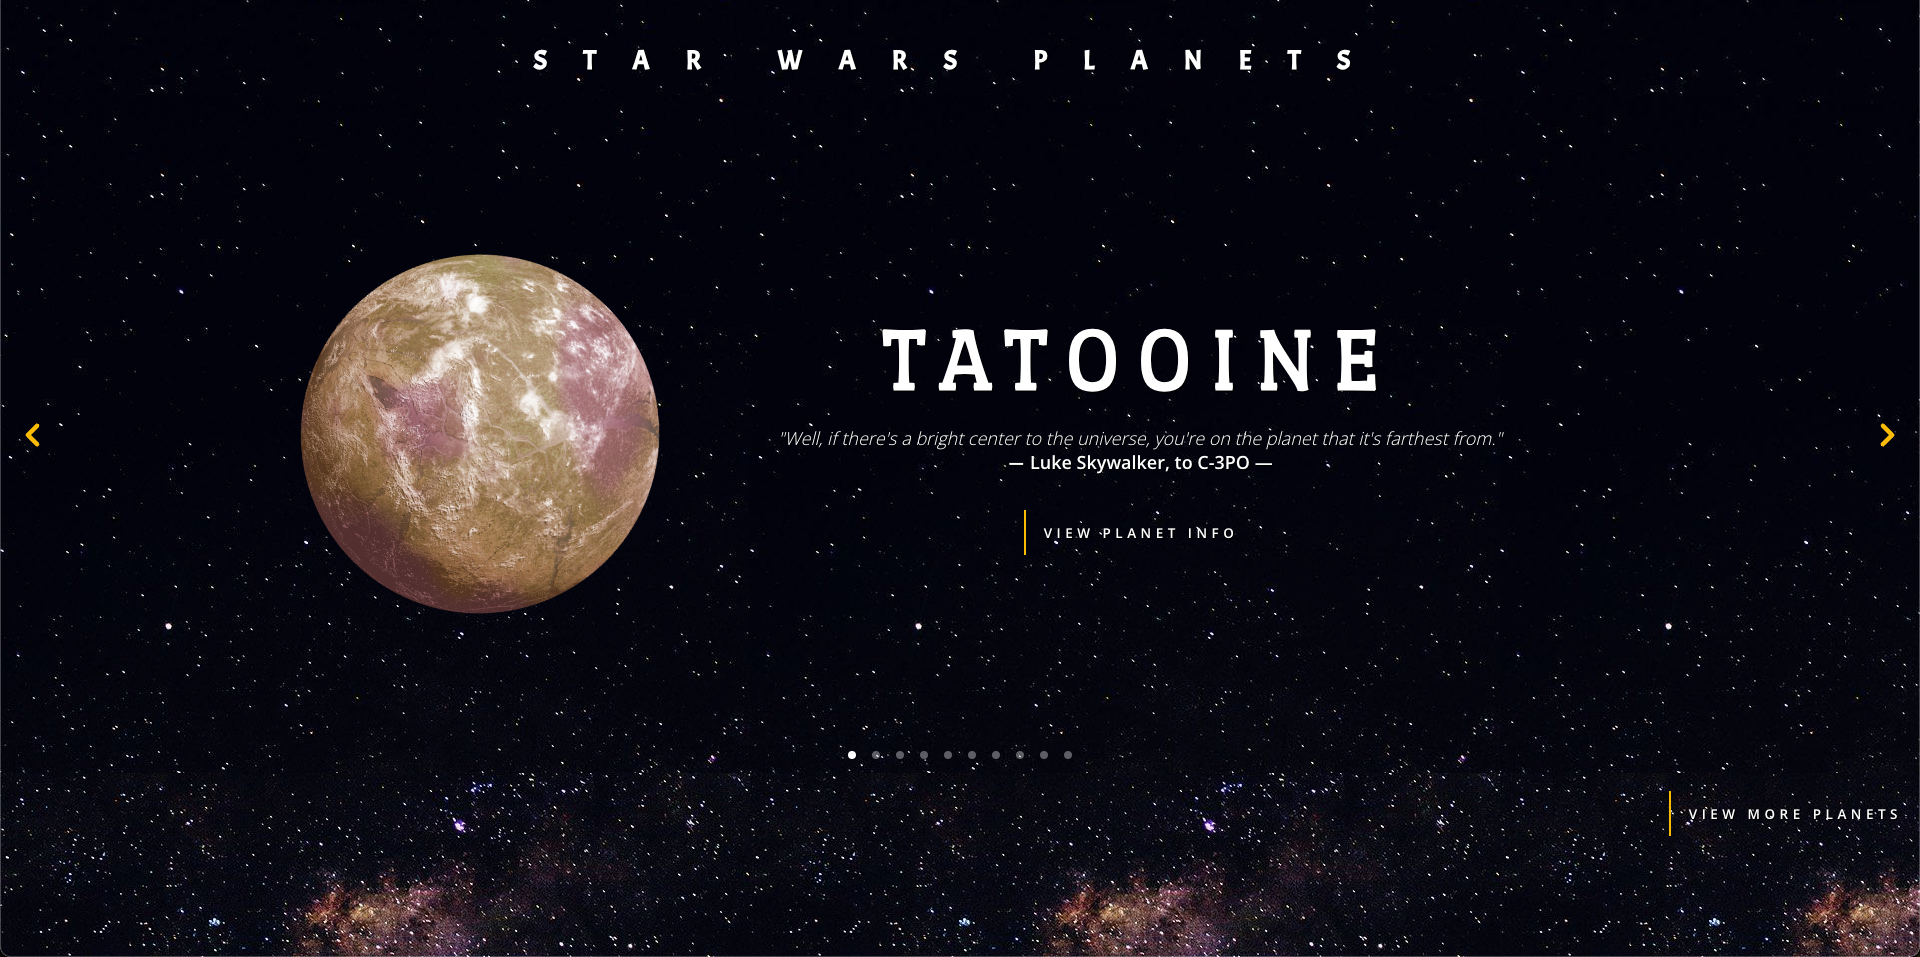 STAR WARS PLANETS
TATOOINE
"Well, if there's a bright center to the universe, you're on the planet that it's farthest from."
— Luke Skywalker, to C-3PO —
VIEW PLANET INFO
VIEW MORE PLANETS